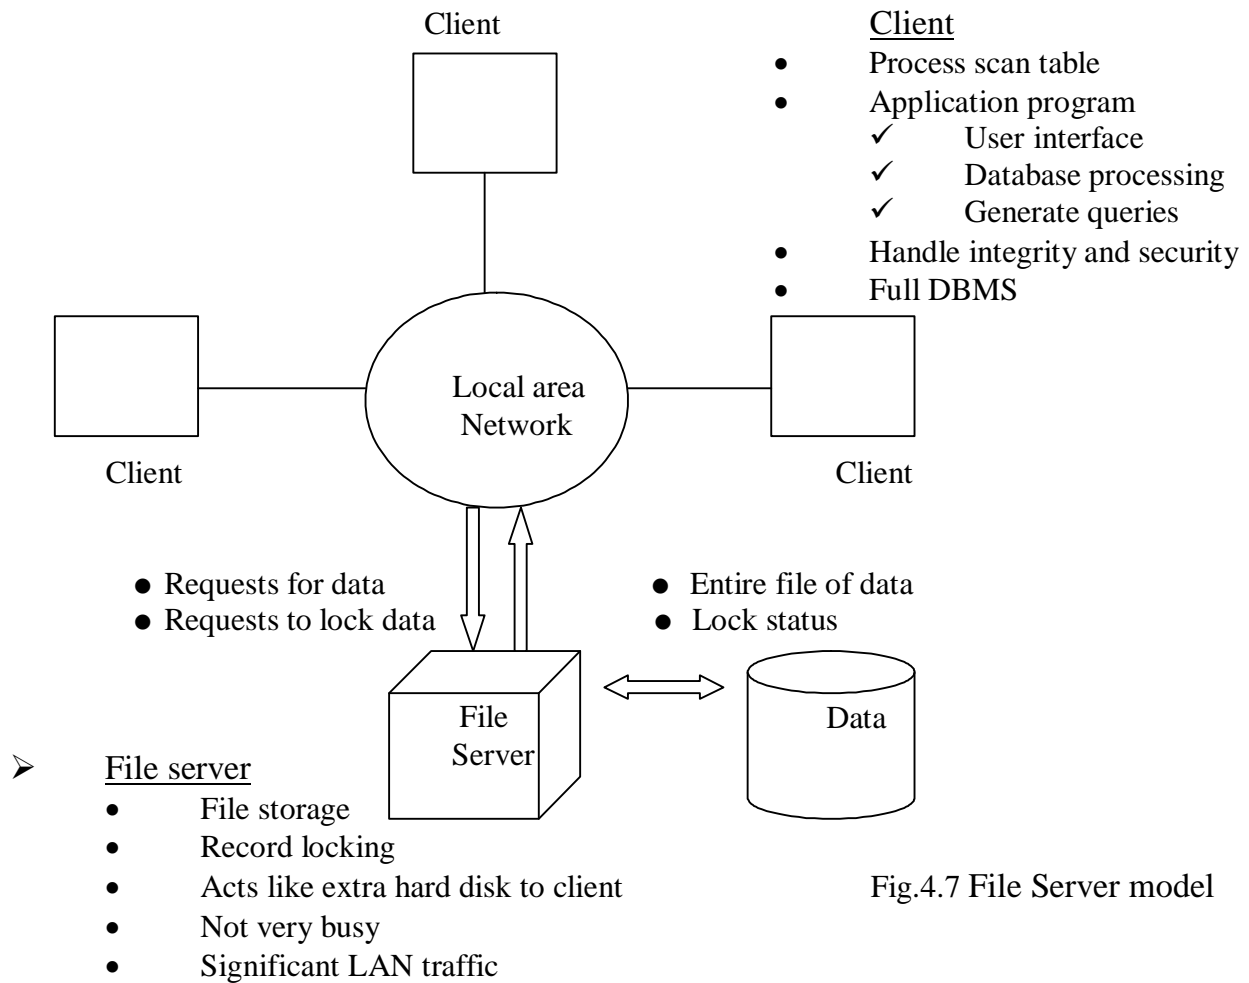 Client
Client
• Process scan table
• Application program
✓ User interface
✓ Database processing
✓ Generate queries
• Handle integrity and security
• Full DBMS
Local area
Network
Client
Client
● Requests for data
● Requests to lock data
● Entire file of data
● Lock status
File
Server
Data
➢ File server
• File storage
• Record locking
• Acts like extra hard disk to client
• Not very busy
• Significant LAN traffic
Fig.4.7 File Server model